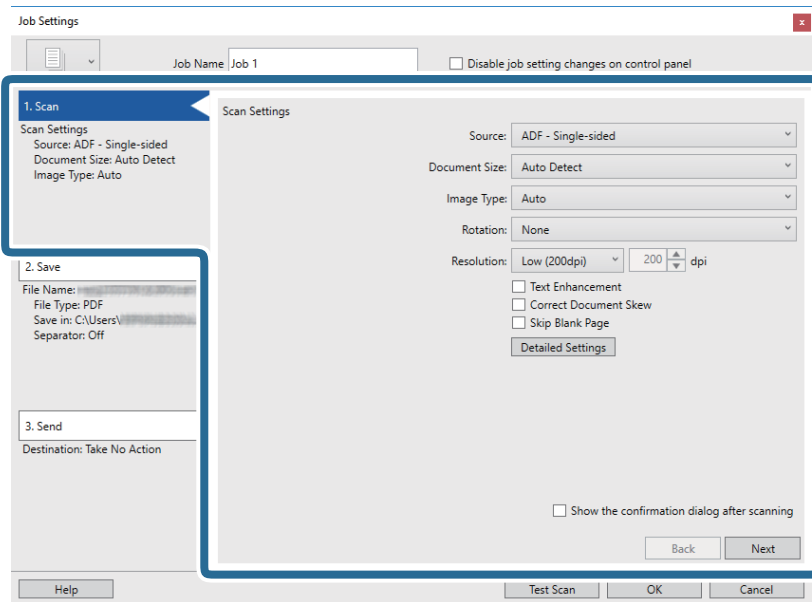 Job Settings
x
Job Name Job 1
Disable job setting changes on control panel
1. Scan
Scan Settings
Source: ADF - Single-sided
Document Size: Auto Detect
Image Type: Auto
2. Save
File Name:
File Type: PDF
Save in: C:\Users\
Separator: Off
3. Send
Destination: Take No Action
Scan Settings
Source: ADF - Single-sided
Document Size: Auto Detect
Image Type: Auto
Rotation: None
Resolution: Low (200dpi) 200 dpi
Text Enhancement
Correct Document Skew
Skip Blank Page
Detailed Settings
Show the confirmation dialog after scanning
Back Next
Help Test Scan OK Cancel